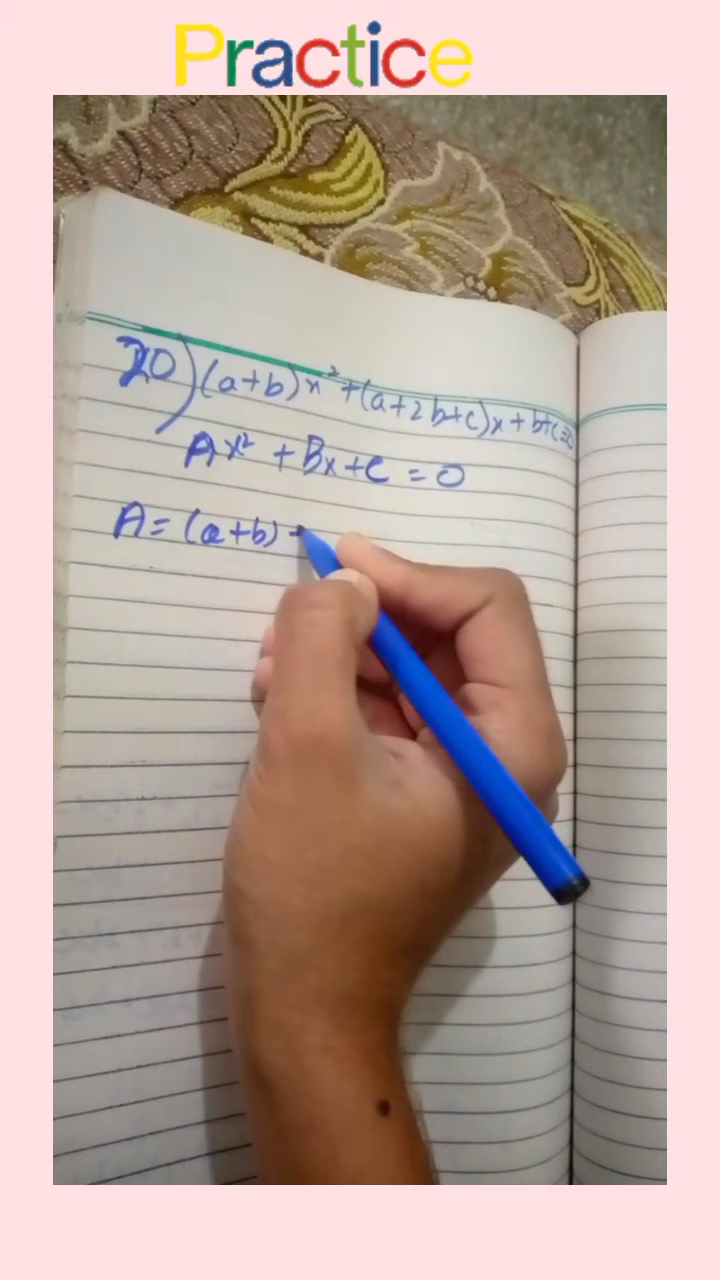 Practice
20) (a+b)x² + (a+2b+c)x + b+c=0
Ax² + Bx + C = 0
A = (a+b)